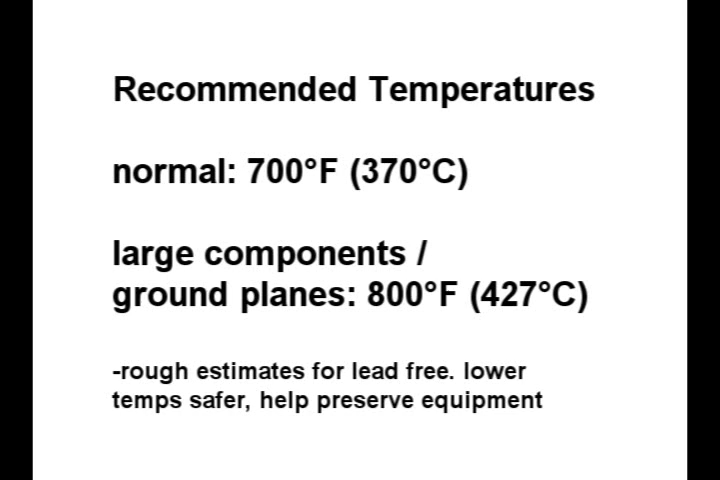 Recommended Temperatures
normal: 700°F (370°C)
large components /
ground planes: 800°F (427°C)
-rough estimates for lead free. lower
temps safer, help preserve equipment